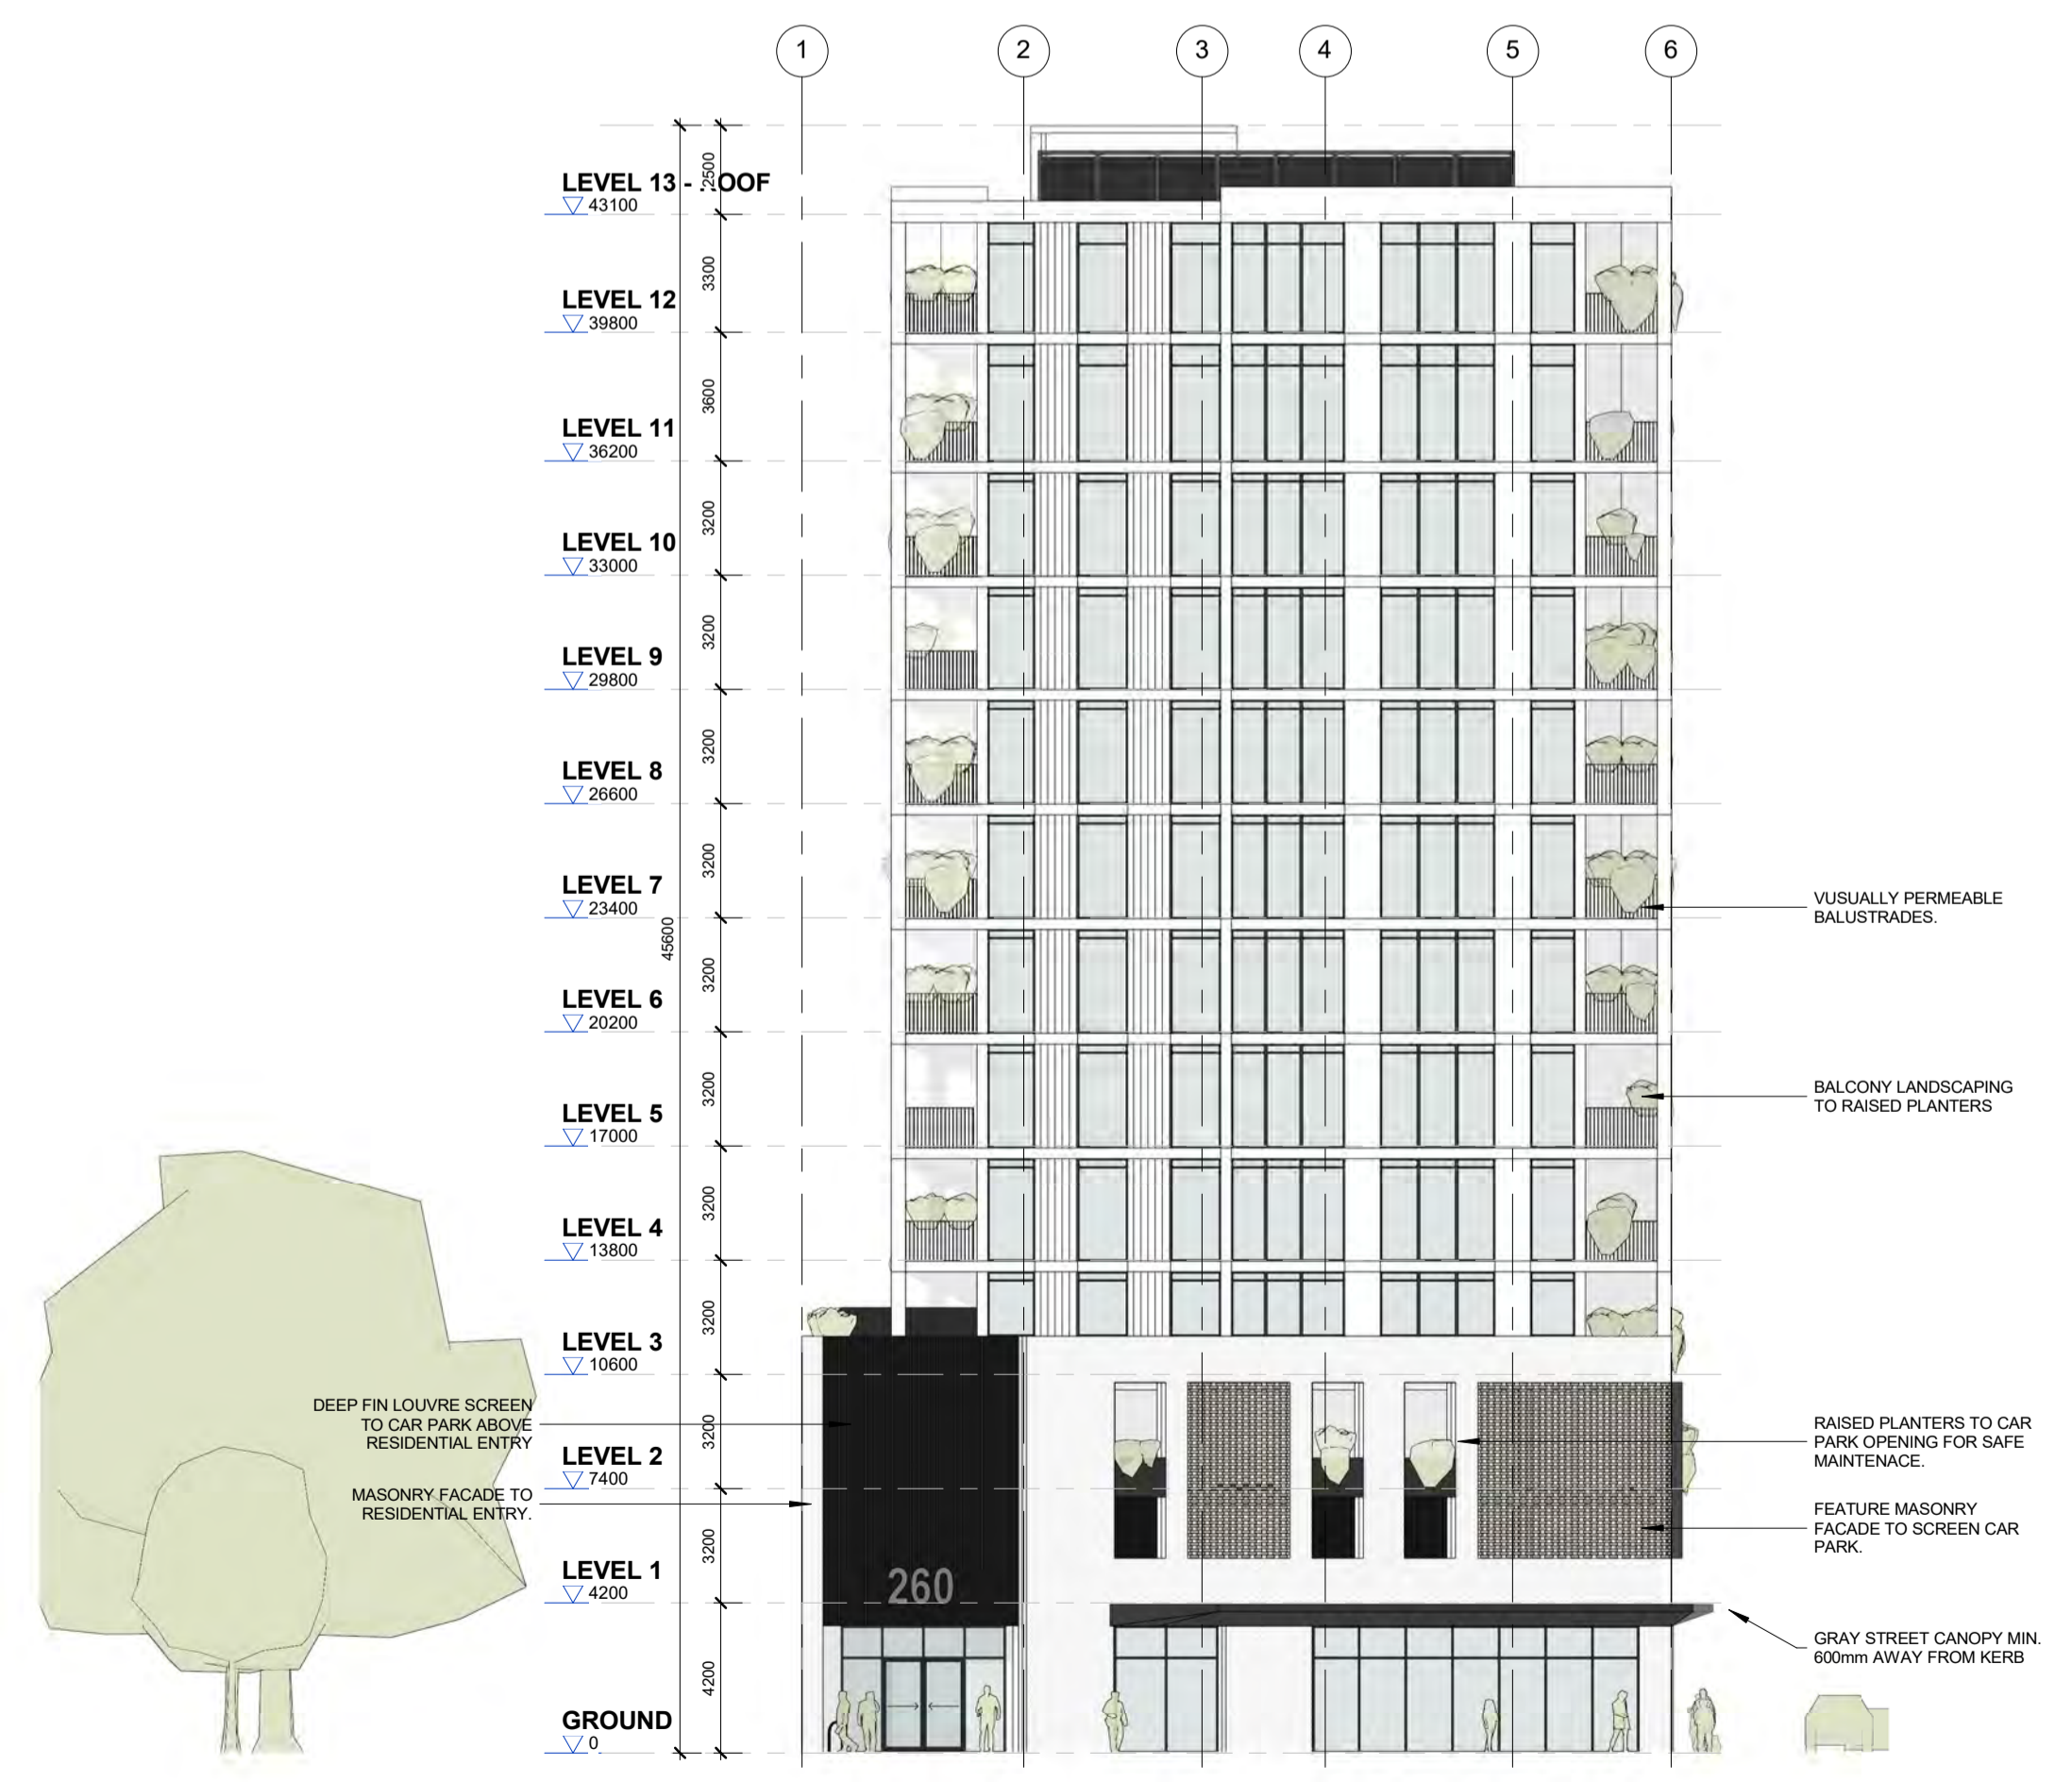 1 2 3 4 5 6
2500
LEVEL 13 - ROOF
43100
3300
LEVEL 12
39800
3600
LEVEL 11
36200
3200
LEVEL 10
33000
3200
LEVEL 9
29800
3200
LEVEL 8
26600
3200
LEVEL 7
23400
VUSUALLY PERMEABLE
BALUSTRADES.
45600
3200
LEVEL 6
20200
3200
BALCONY LANDSCAPING
TO RAISED PLANTERS
LEVEL 5
17000
3200
LEVEL 4
13800
3200
LEVEL 3
10600
DEEP FIN LOUVRE SCREEN
TO CAR PARK ABOVE
RESIDENTIAL ENTRY
3200
RAISED PLANTERS TO CAR
PARK OPENING FOR SAFE
MAINTENACE.
LEVEL 2
7400
MASONRY FACADE TO
RESIDENTIAL ENTRY.
3200
FEATURE MASONRY
FACADE TO SCREEN CAR
PARK.
LEVEL 1
4200
260
GRAY STREET CANOPY MIN.
600mm AWAY FROM KERB
4200
GROUND
0